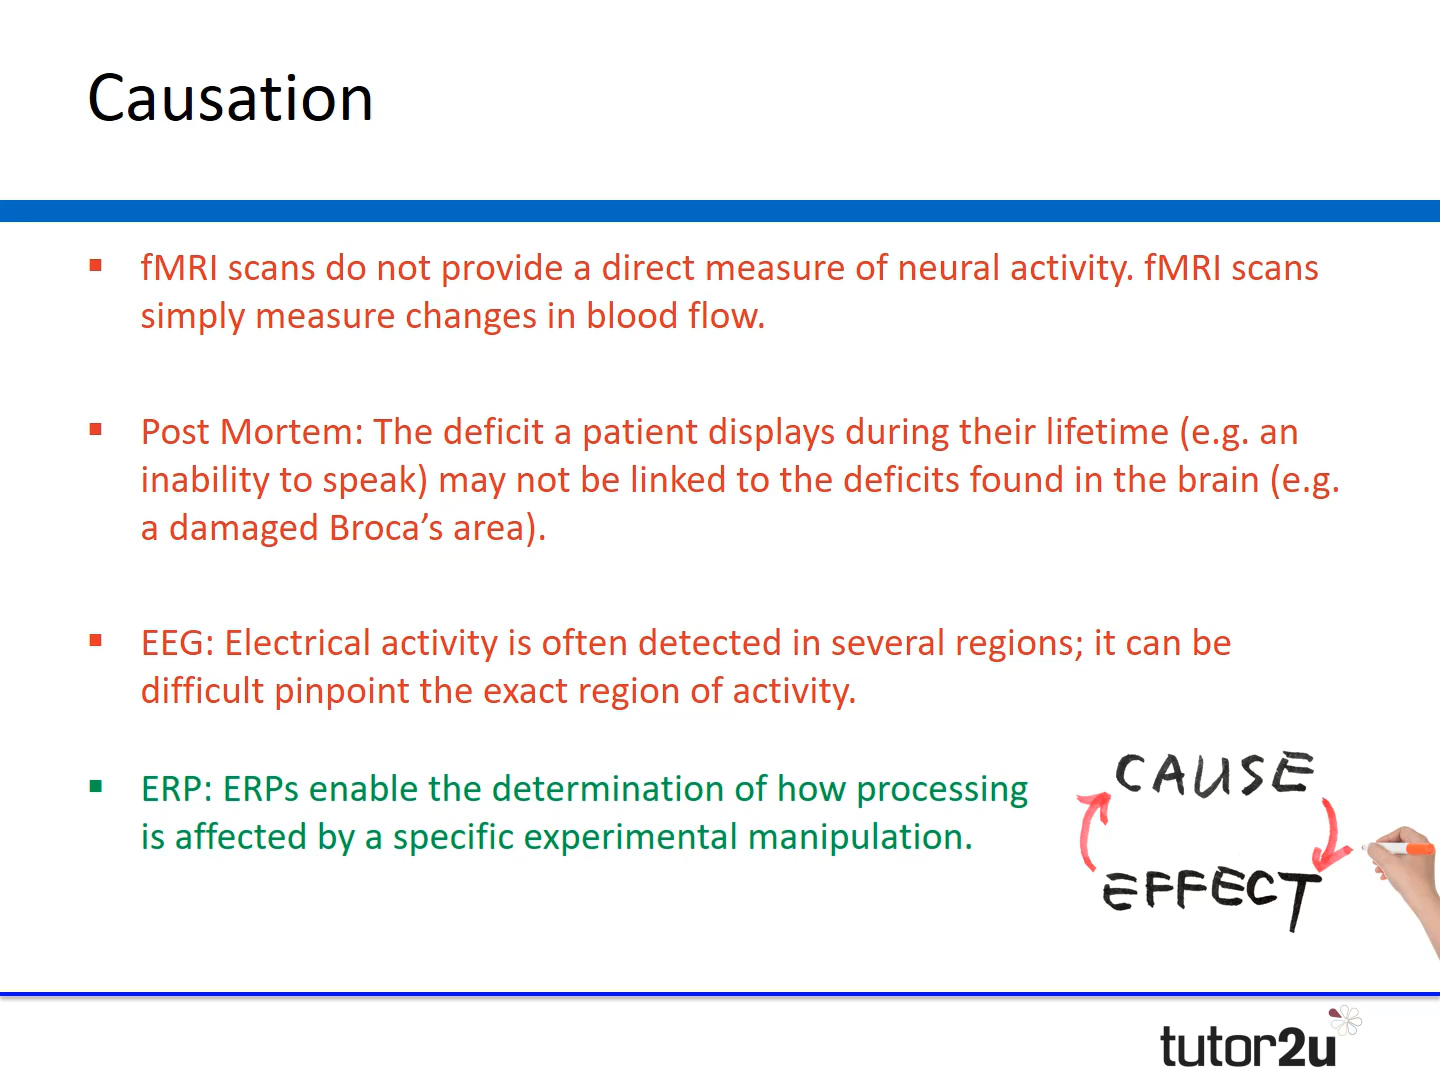 Causation
▪ fMRI scans do not provide a direct measure of neural activity. fMRI scans
simply measure changes in blood flow.
▪ Post Mortem: The deficit a patient displays during their lifetime (e.g. an
inability to speak) may not be linked to the deficits found in the brain (e.g.
a damaged Broca’s area).
▪ EEG: Electrical activity is often detected in several regions; it can be
difficult pinpoint the exact region of activity.
▪ ERP: ERPs enable the determination of how processing
is affected by a specific experimental manipulation.
CAUSE
EFFECT
tutor2u